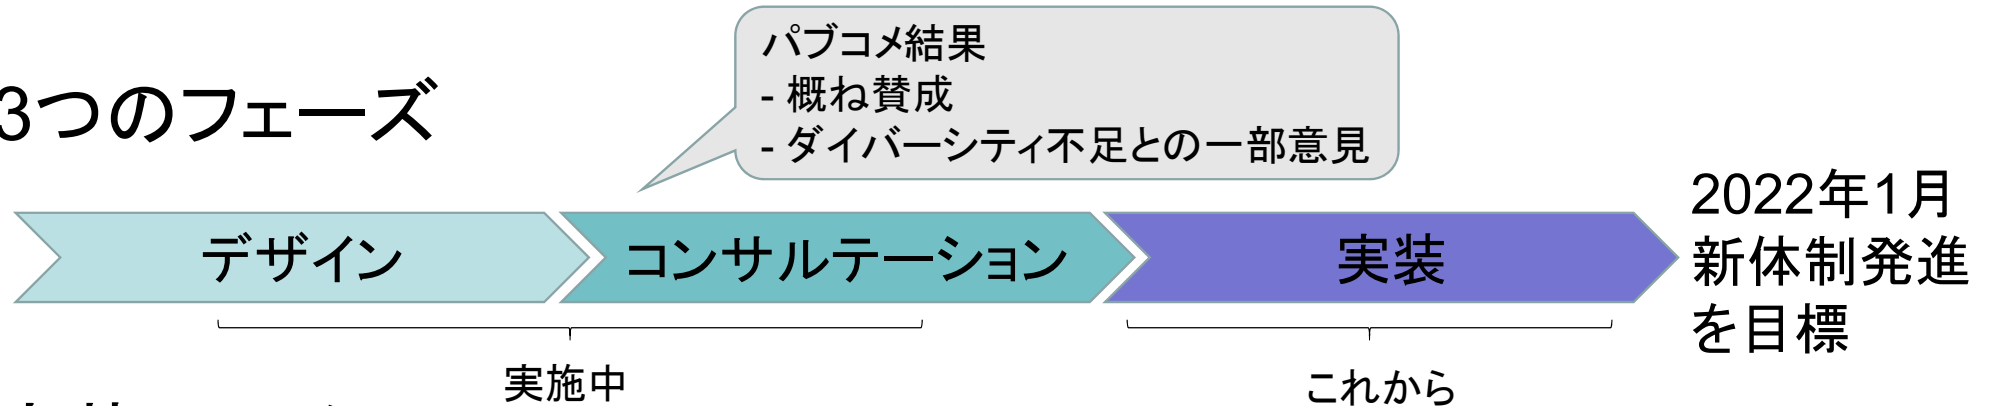 3つのフェーズ
パブコメ結果
- 概ね賛成
- ダイバーシティ不足との一部意見
デザイン
コンサルテーション
実装
2022年1月
新体制発進
を目標
実施中
これから